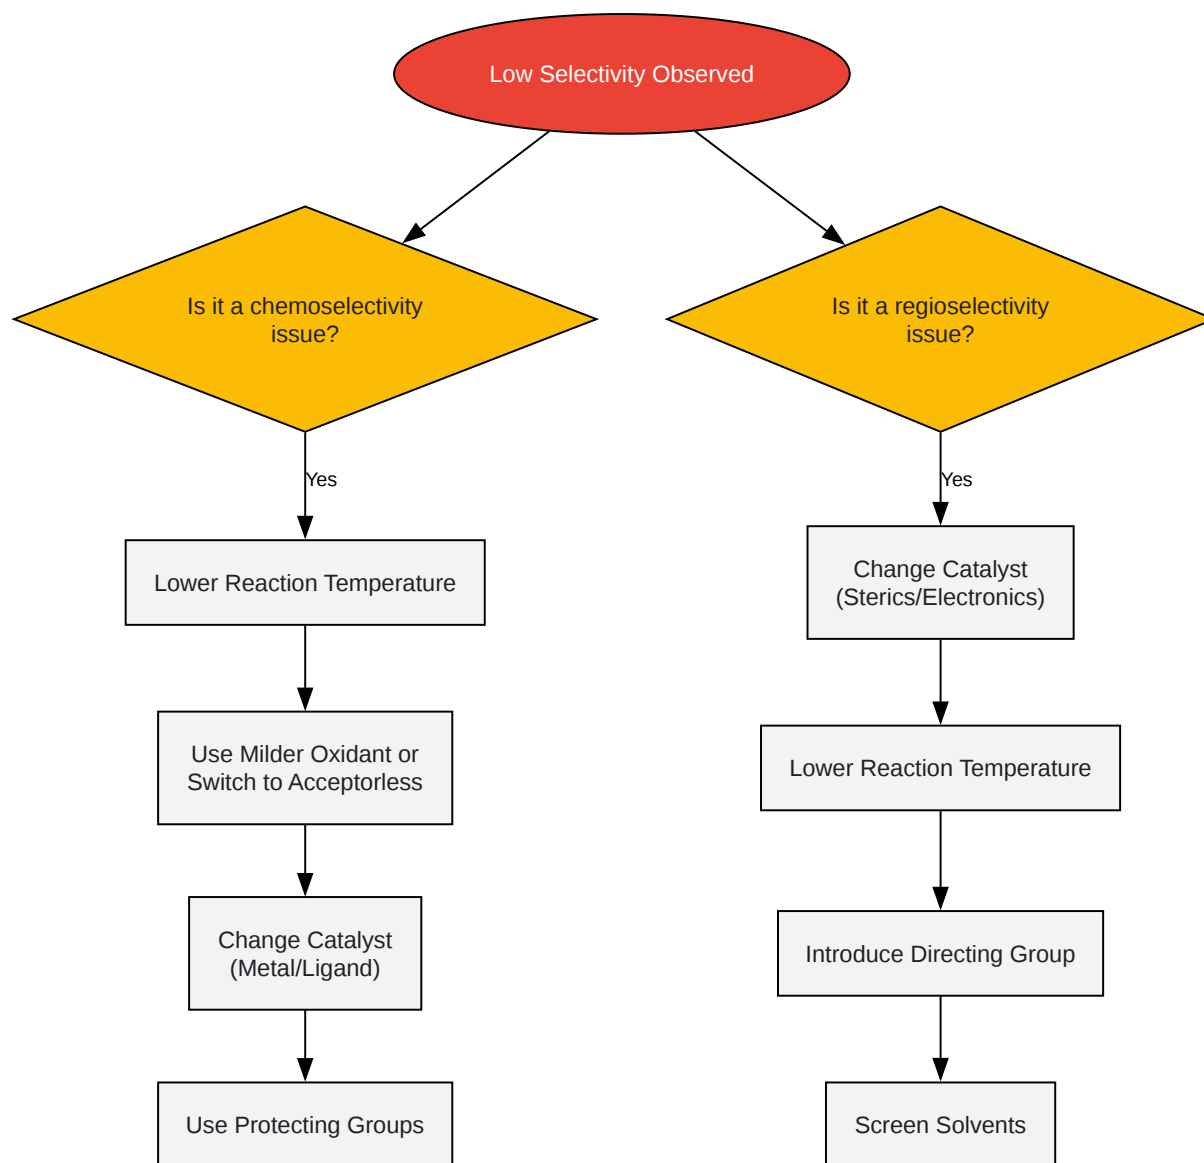 Low Selectivity Observed
Is it a chemoselectivity
issue?
Yes
Lower Reaction Temperature
Use Milder Oxidant or
Switch to Acceptorless
Change Catalyst
(Metal/Ligand)
Use Protecting Groups
Is it a regioselectivity
issue?
Yes
Change Catalyst
(Sterics/Electronics)
Lower Reaction Temperature
Introduce Directing Group
Screen Solvents